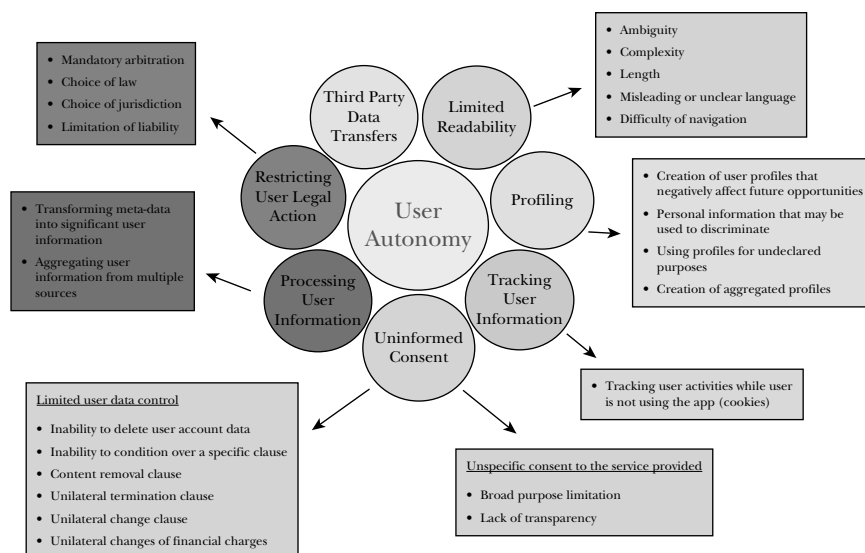 • Mandatory arbitration
• Choice of law
• Choice of jurisdiction
• Limitation of liability
Third Party
Data
Transfers
Limited
Readability
• Ambiguity
• Complexity
• Length
• Misleading or unclear language
• Difficulty of navigation
Restricting
User Legal
Action
User
Autonomy
Profiling
• Creation of user profiles that
negatively affect future opportunities
• Personal information that may be
used to discriminate
• Using profiles for undeclared
purposes
• Creation of aggregated profiles
• Transforming meta-data
into significant user
information
• Aggregating user
information from multiple
sources
Processing
User
Information
Tracking
User
Information
Uninformed
Consent
• Tracking user activities while user
is not using the app (cookies)
Limited user data control
• Inability to delete user account data
• Inability to condition over a specific clause
• Content removal clause
• Unilateral termination clause
• Unilateral change clause
• Unilateral changes of financial charges
Unspecific consent to the service provided
• Broad purpose limitation
• Lack of transparency